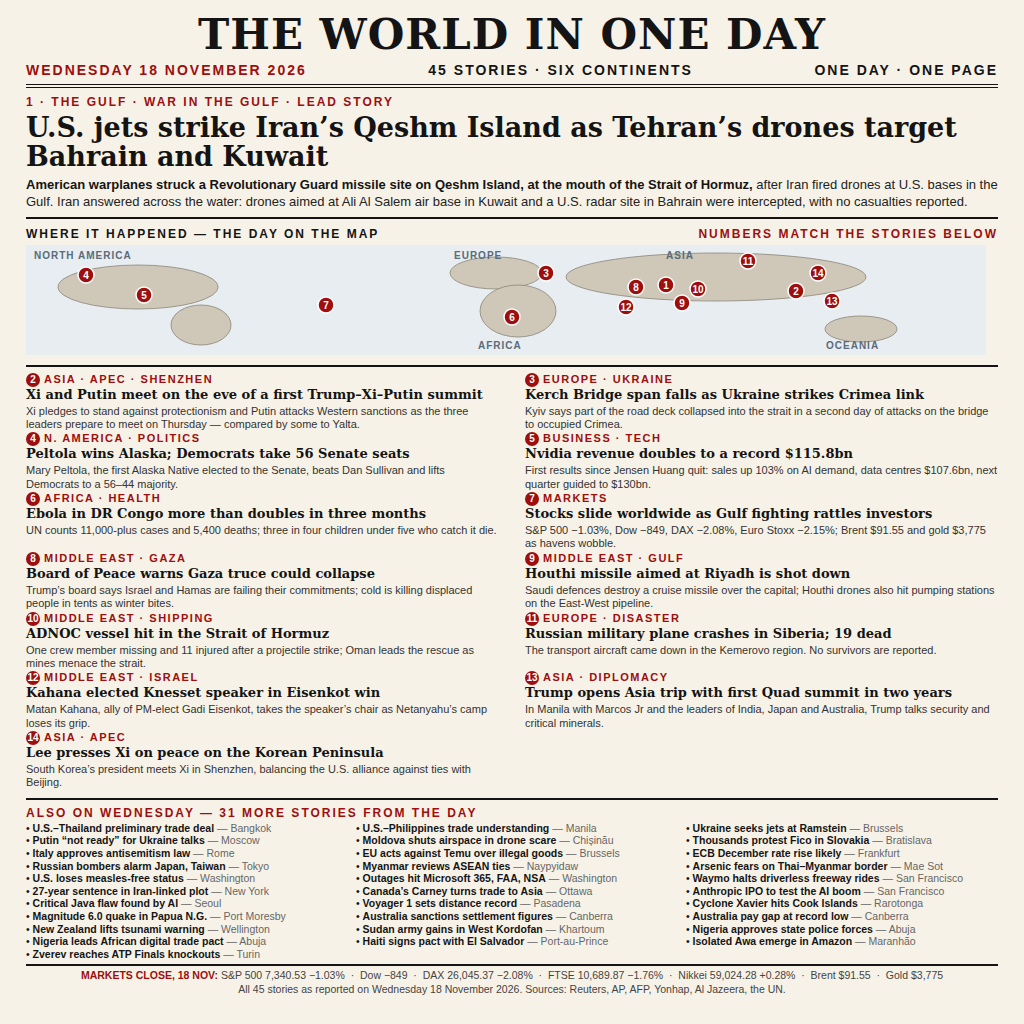 THE WORLD IN ONE DAY
WEDNESDAY 18 NOVEMBER 2026
45 STORIES · SIX CONTINENTS
ONE DAY · ONE PAGE
1 · THE GULF · WAR IN THE GULF · LEAD STORY
U.S. jets strike Iran’s Qeshm Island as Tehran’s drones target
Bahrain and Kuwait
American warplanes struck a Revolutionary Guard missile site on Qeshm Island, at the mouth of the Strait of Hormuz, after Iran fired drones at U.S. bases in the
Gulf. Iran answered across the water: drones aimed at Ali Al Salem air base in Kuwait and a U.S. radar site in Bahrain were intercepted, with no casualties reported.
WHERE IT HAPPENED — THE DAY ON THE MAP
NUMBERS MATCH THE STORIES BELOW
NORTH AMERICA
EUROPE
ASIA
11
4
3
14
5
8
1
10
2
7
12
9
13
6
AFRICA
OCEANIA
2 ASIA · APEC · SHENZHEN
Xi and Putin meet on the eve of a first Trump–Xi–Putin summit
Xi pledges to stand against protectionism and Putin attacks Western sanctions as the three
leaders prepare to meet on Thursday — compared by some to Yalta.
3 EUROPE · UKRAINE
Kerch Bridge span falls as Ukraine strikes Crimea link
Kyiv says part of the road deck collapsed into the strait in a second day of attacks on the bridge
to occupied Crimea.
4 N. AMERICA · POLITICS
Peltola wins Alaska; Democrats take 56 Senate seats
Mary Peltola, the first Alaska Native elected to the Senate, beats Dan Sullivan and lifts
Democrats to a 56–44 majority.
5 BUSINESS · TECH
Nvidia revenue doubles to a record $115.8bn
First results since Jensen Huang quit: sales up 103% on AI demand, data centres $107.6bn, next
quarter guided to $130bn.
6 AFRICA · HEALTH
Ebola in DR Congo more than doubles in three months
UN counts 11,000-plus cases and 5,400 deaths; three in four children under five who catch it die.
7 MARKETS
Stocks slide worldwide as Gulf fighting rattles investors
S&P 500 −1.03%, Dow −849, DAX −2.08%, Euro Stoxx −2.15%; Brent $91.55 and gold $3,775
as havens wobble.
8 MIDDLE EAST · GAZA
Board of Peace warns Gaza truce could collapse
Trump’s board says Israel and Hamas are failing their commitments; cold is killing displaced
people in tents as winter bites.
9 MIDDLE EAST · GULF
Houthi missile aimed at Riyadh is shot down
Saudi defences destroy a cruise missile over the capital; Houthi drones also hit pumping stations
on the East-West pipeline.
10 MIDDLE EAST · SHIPPING
ADNOC vessel hit in the Strait of Hormuz
One crew member missing and 11 injured after a projectile strike; Oman leads the rescue as
mines menace the strait.
11 EUROPE · DISASTER
Russian military plane crashes in Siberia; 19 dead
The transport aircraft came down in the Kemerovo region. No survivors are reported.
12 MIDDLE EAST · ISRAEL
Kahana elected Knesset speaker in Eisenkot win
Matan Kahana, ally of PM-elect Gadi Eisenkot, takes the speaker’s chair as Netanyahu’s camp
loses its grip.
13 ASIA · DIPLOMACY
Trump opens Asia trip with first Quad summit in two years
In Manila with Marcos Jr and the leaders of India, Japan and Australia, Trump talks security and
critical minerals.
14 ASIA · APEC
Lee presses Xi on peace on the Korean Peninsula
South Korea’s president meets Xi in Shenzhen, balancing the U.S. alliance against ties with
Beijing.
ALSO ON WEDNESDAY — 31 MORE STORIES FROM THE DAY
• U.S.–Thailand preliminary trade deal — Bangkok
• Putin “not ready” for Ukraine talks — Moscow
• Italy approves antisemitism law — Rome
• Russian bombers alarm Japan, Taiwan — Tokyo
• U.S. loses measles-free status — Washington
• 27-year sentence in Iran-linked plot — New York
• Critical Java flaw found by AI — Seoul
• Magnitude 6.0 quake in Papua N.G. — Port Moresby
• New Zealand lifts tsunami warning — Wellington
• Nigeria leads African digital trade pact — Abuja
• Zverev reaches ATP Finals knockouts — Turin
• U.S.–Philippines trade understanding — Manila
• Moldova shuts airspace in drone scare — Chișinău
• EU acts against Temu over illegal goods — Brussels
• Myanmar reviews ASEAN ties — Naypyidaw
• Outages hit Microsoft 365, FAA, NSA — Washington
• Canada’s Carney turns trade to Asia — Ottawa
• Voyager 1 sets distance record — Pasadena
• Australia sanctions settlement figures — Canberra
• Sudan army gains in West Kordofan — Khartoum
• Haiti signs pact with El Salvador — Port-au-Prince
• Ukraine seeks jets at Ramstein — Brussels
• Thousands protest Fico in Slovakia — Bratislava
• ECB December rate rise likely — Frankfurt
• Arsenic fears on Thai–Myanmar border — Mae Sot
• Waymo halts driverless freeway rides — San Francisco
• Anthropic IPO to test the AI boom — San Francisco
• Cyclone Xavier hits Cook Islands — Rarotonga
• Australia pay gap at record low — Canberra
• Nigeria approves state police forces — Abuja
• Isolated Awa emerge in Amazon — Maranhão
MARKETS CLOSE, 18 NOV: S&P 500 7,340.53 −1.03% · Dow −849 · DAX 26,045.37 −2.08% · FTSE 10,689.87 −1.76% · Nikkei 59,024.28 +0.28% · Brent $91.55 · Gold $3,775
All 45 stories as reported on Wednesday 18 November 2026. Sources: Reuters, AP, AFP, Yonhap, Al Jazeera, the UN.